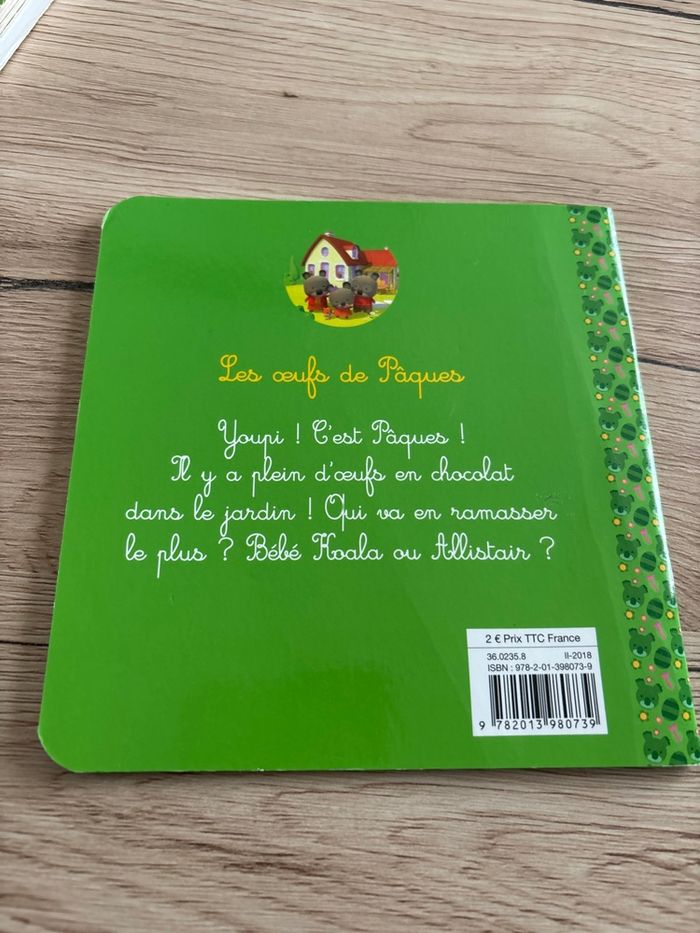 Les œufs de Pâques
Youpi ! C'est Pâques !
Il y a plein d'œufs en chocolat
dans le jardin ! Qui va en ramasser
le plus ? Bébé Koala ou Allistair ?
2 € Prix TTC France
36.0235.8 II-2018
ISBN : 978-2-01-398073-9
9 782013 980739